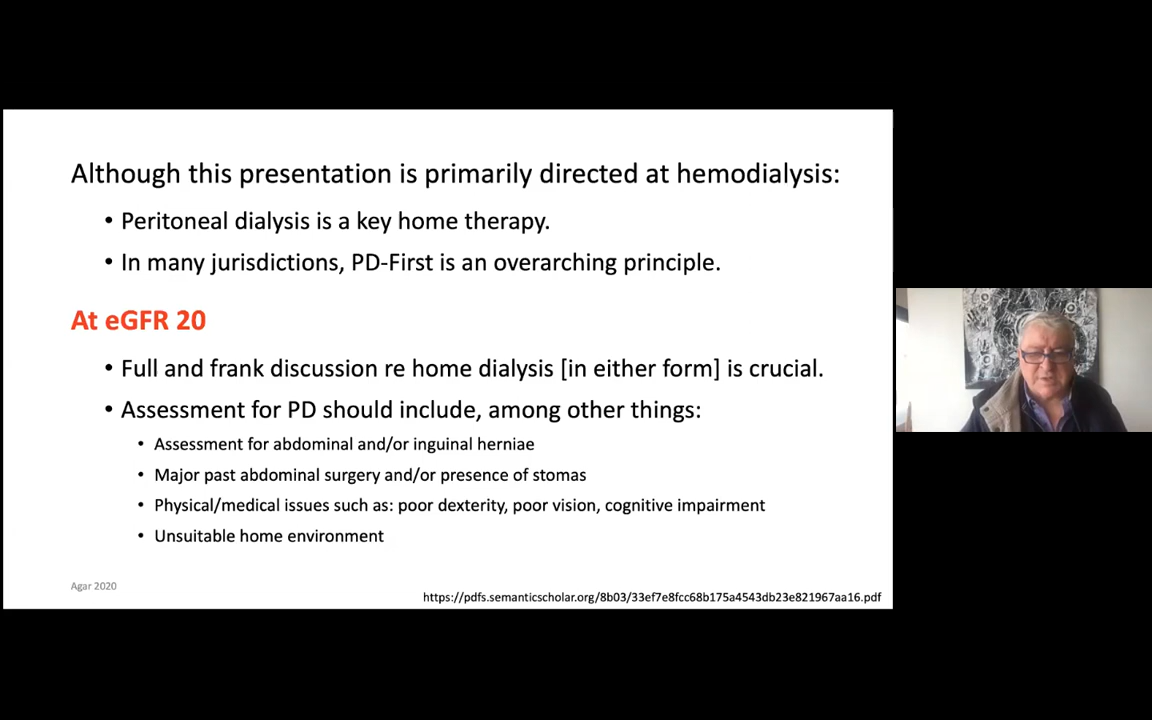 Although this presentation is primarily directed at hemodialysis:
• Peritoneal dialysis is a key home therapy.
• In many jurisdictions, PD-First is an overarching principle.
At eGFR 20
• Full and frank discussion re home dialysis [in either form] is crucial.
• Assessment for PD should include, among other things:
• Assessment for abdominal and/or inguinal herniae
• Major past abdominal surgery and/or presence of stomas
• Physical/medical issues such as: poor dexterity, poor vision, cognitive impairment
• Unsuitable home environment
Agar 2020
https://pdfs.semanticscholar.org/8b03/33ef7e8fcc68b175a4543db23e821967aa16.pdf